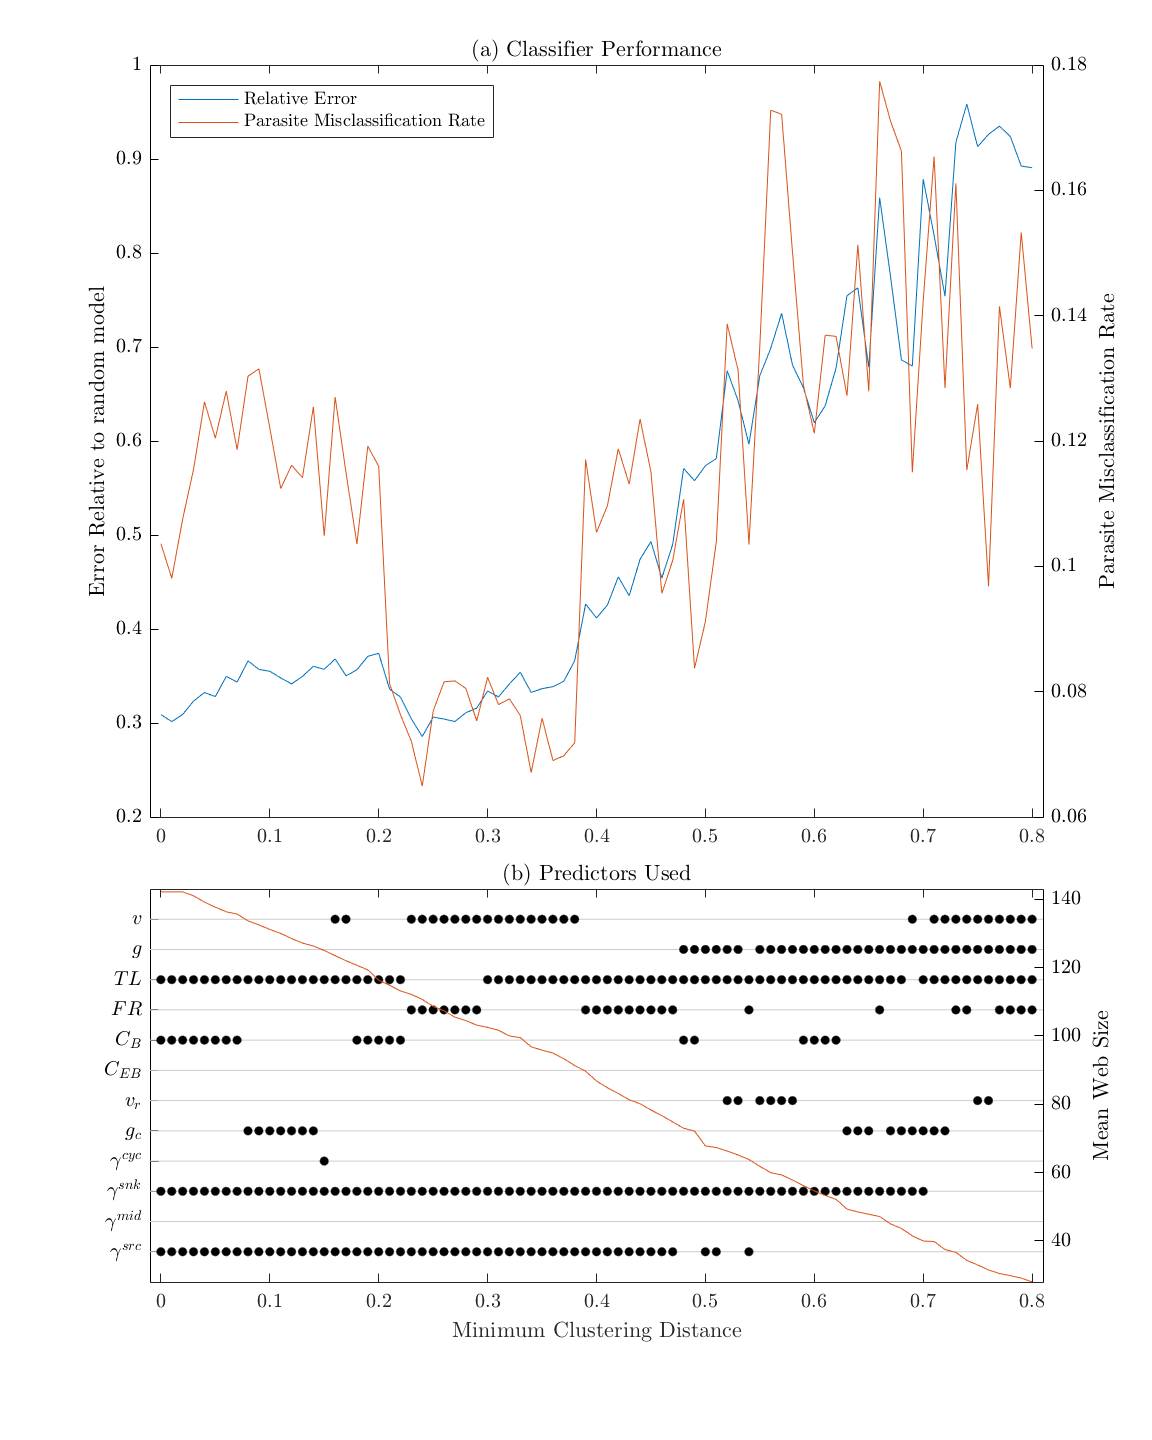 (a) Classifier Performance
Relative Error
Parasite Misclassification Rate
1
0.9
0.8
0.7
0.6
0.5
0.4
0.3
0.2
Error Relative to random model
0.18
0.16
0.14
0.12
0.1
0.08
0.06
Parasite Misclassification Rate
0 0.1 0.2 0.3 0.4 0.5 0.6 0.7 0.8
(b) Predictors Used
v
g
TL
FR
C_B
C_{EB}
v_r
g_c
γ^{cyc}
γ^{snk}
γ^{mid}
γ^{src}
140
120
100
80
60
40
Mean Web Size
0 0.1 0.2 0.3 0.4 0.5 0.6 0.7 0.8
Minimum Clustering Distance